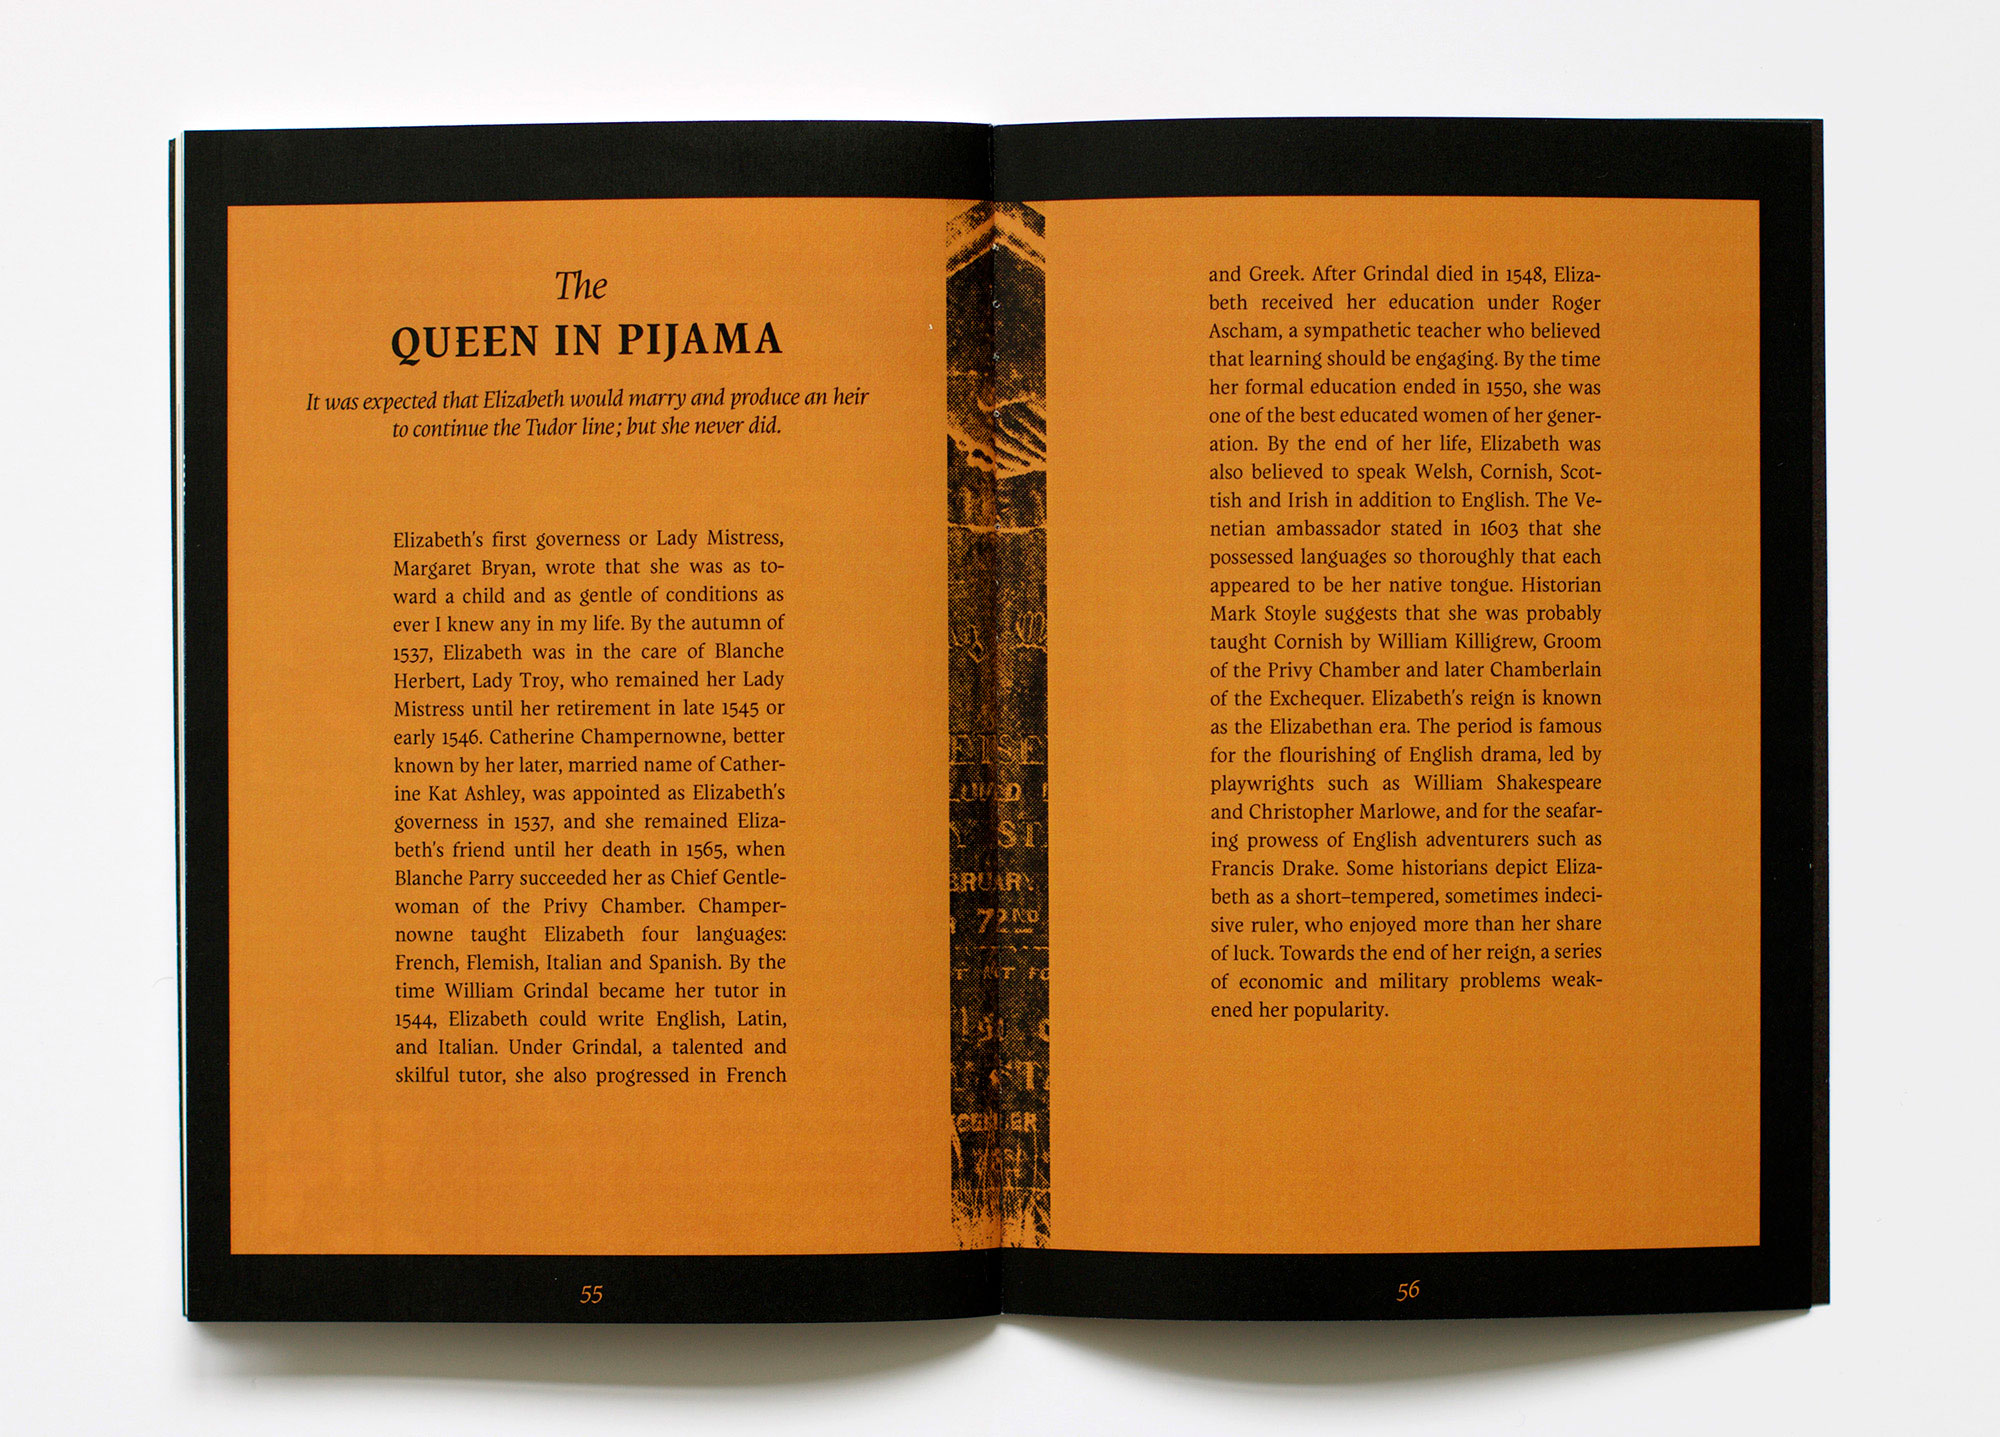 The
QUEEN IN PIJAMA
It was expected that Elizabeth would marry and produce an heir
to continue the Tudor line; but she never did.
Elizabeth's first governess or Lady Mistress,
Margaret Bryan, wrote that she was as to-
ward a child and as gentle of conditions as
ever I knew any in my life. By the autumn of
1537, Elizabeth was in the care of Blanche
Herbert, Lady Troy, who remained her Lady
Mistress until her retirement in late 1545 or
early 1546. Catherine Champernowne, better
known by her later, married name of Cather-
ine Kat Ashley, was appointed as Elizabeth's
governess in 1537, and she remained Eliza-
beth's friend until her death in 1565, when
Blanche Parry succeeded her as Chief Gentle-
woman of the Privy Chamber. Champer-
nowne taught Elizabeth four languages:
French, Flemish, Italian and Spanish. By the
time William Grindal became her tutor in
1544, Elizabeth could write English, Latin,
and Italian. Under Grindal, a talented and
skilful tutor, she also progressed in French
55
72ND
and Greek. After Grindal died in 1548, Eliza-
beth received her education under Roger
Ascham, a sympathetic teacher who believed
that learning should be engaging. By the time
her formal education ended in 1550, she was
one of the best educated women of her gener-
ation. By the end of her life, Elizabeth was
also believed to speak Welsh, Cornish, Scot-
tish and Irish in addition to English. The Ve-
netian ambassador stated in 1603 that she
possessed languages so thoroughly that each
appeared to be her native tongue. Historian
Mark Stoyle suggests that she was probably
taught Cornish by William Killigrew, Groom
of the Privy Chamber and later Chamberlain
of the Exchequer. Elizabeth's reign is known
as the Elizabethan era. The period is famous
for the flourishing of English drama, led by
playwrights such as William Shakespeare
and Christopher Marlowe, and for the seafar-
ing prowess of English adventurers such as
Francis Drake. Some historians depict Eliza-
beth as a short–tempered, sometimes indeci-
sive ruler, who enjoyed more than her share
of luck. Towards the end of her reign, a series
of economic and military problems weak-
ened her popularity.
56